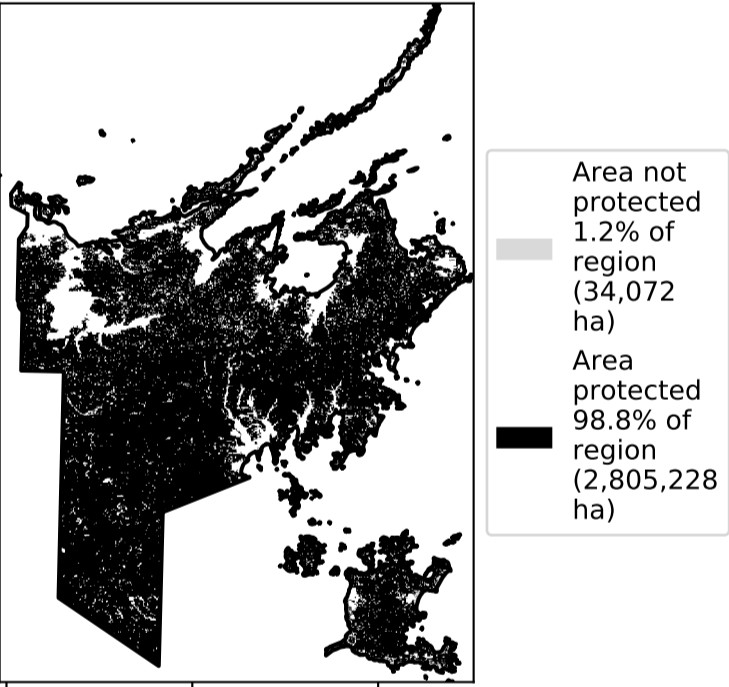 Area not
protected
1.2% of
region
(34,072
ha)
Area
protected
98.8% of
region
(2,805,228
ha)